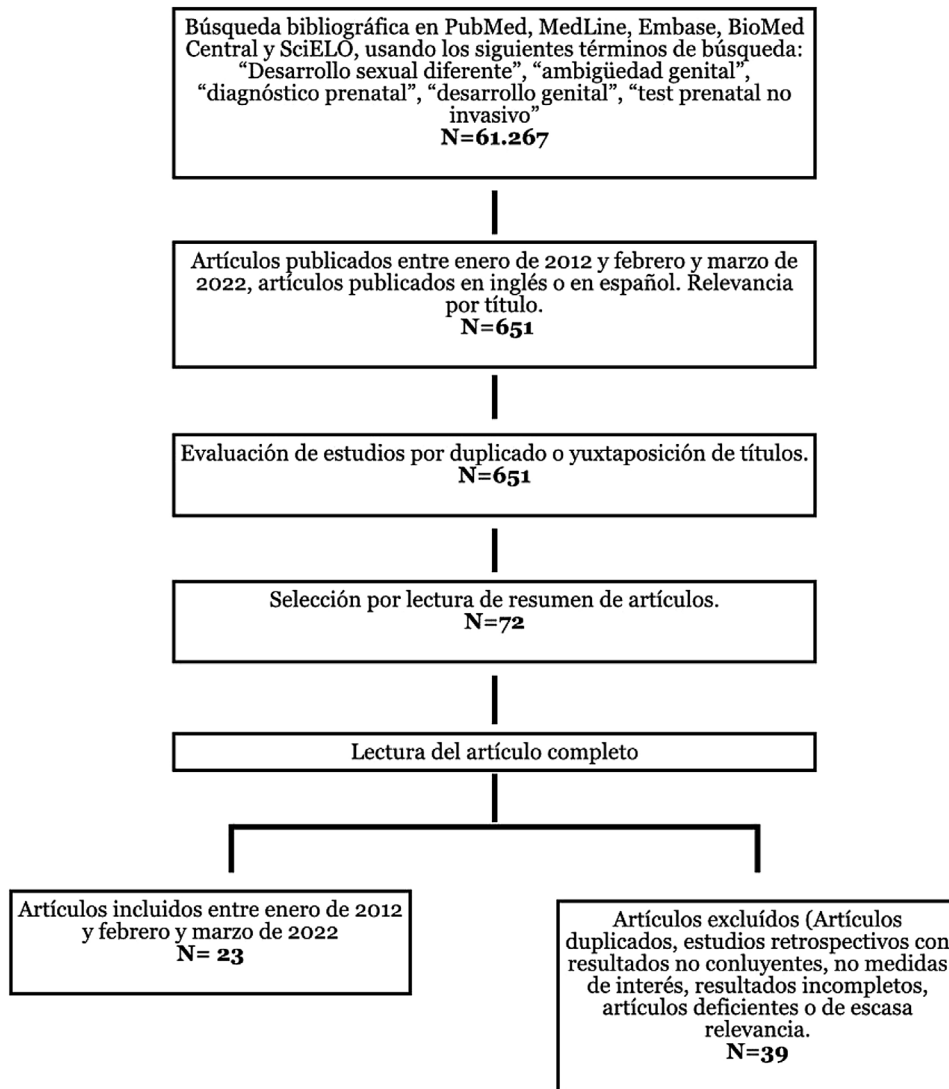 Búsqueda bibliográfica en PubMed, MedLine, Embase, BioMed
Central y SciELO, usando los siguientes términos de búsqueda:
“Desarrollo sexual diferente”, “ambigüedad genital”,
“diagnóstico prenatal”, “desarrollo genital”, “test prenatal no
invasivo”
N=61.267
Artículos publicados entre enero de 2012 y febrero y marzo de
2022, artículos publicados en inglés o en español. Relevancia
por título.
N=651
Evaluación de estudios por duplicado o yuxtaposición de títulos.
N=651
Selección por lectura de resumen de artículos.
N=72
Lectura del artículo completo
Artículos incluidos entre enero de 2012
y febrero y marzo de 2022
N= 23
Artículos excluídos (Artículos
duplicados, estudios retrospectivos con
resultados no conluyentes, no medidas
de interés, resultados incompletos,
artículos deficientes o de escasa
relevancia.
N=39